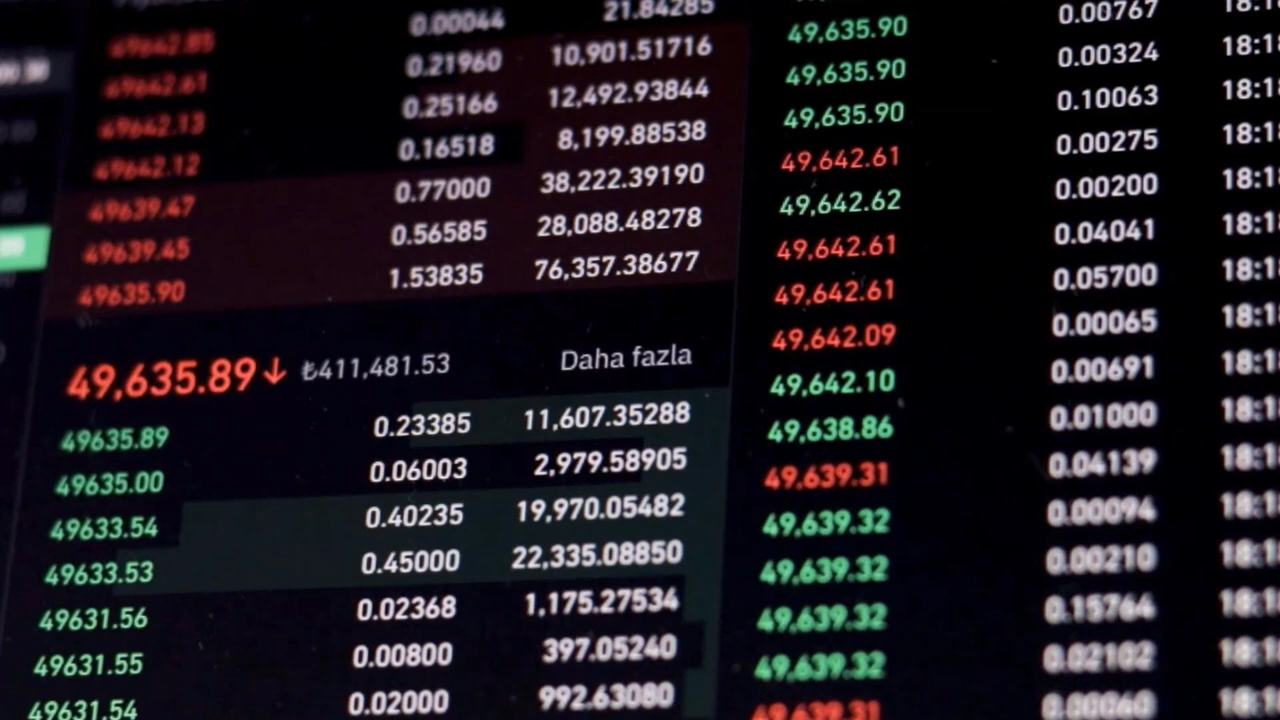 0.00044 21.84285
49642.85
49642.61 0.21960 10,901.51716
49642.13 0.25166 12,492.93844
49642.12 0.16518 8,199.88538
49639.47 0.77000 38,222.39190
49639.45 0.56585 28,088.48278
49635.90 1.53835 76,357.38677
49,635.89↓ ₺411,481.53 Daha fazla
49635.89 0.23385 11,607.35288
49635.00 0.06003 2,979.58905
49633.54 0.40235 19,970.05482
49633.53 0.45000 22,335.08850
49631.56 0.02368 1,175.27534
49631.55 0.00800 397.05240
49631.54 0.02000 992.63080
0.00767
49,635.90 0.00324
49,635.90 0.10063
49,635.90 0.00275
49,642.61 0.00200
49,642.62 0.04041
49,642.61 0.05700
49,642.61 0.00065
49,642.09 0.00691
49,642.10 0.01000
49,638.86 0.04139
49,639.31 0.00094
49,639.32 0.00210
49,639.32 0.15764
49,639.32 0.02102
49,639.32
49,639.31